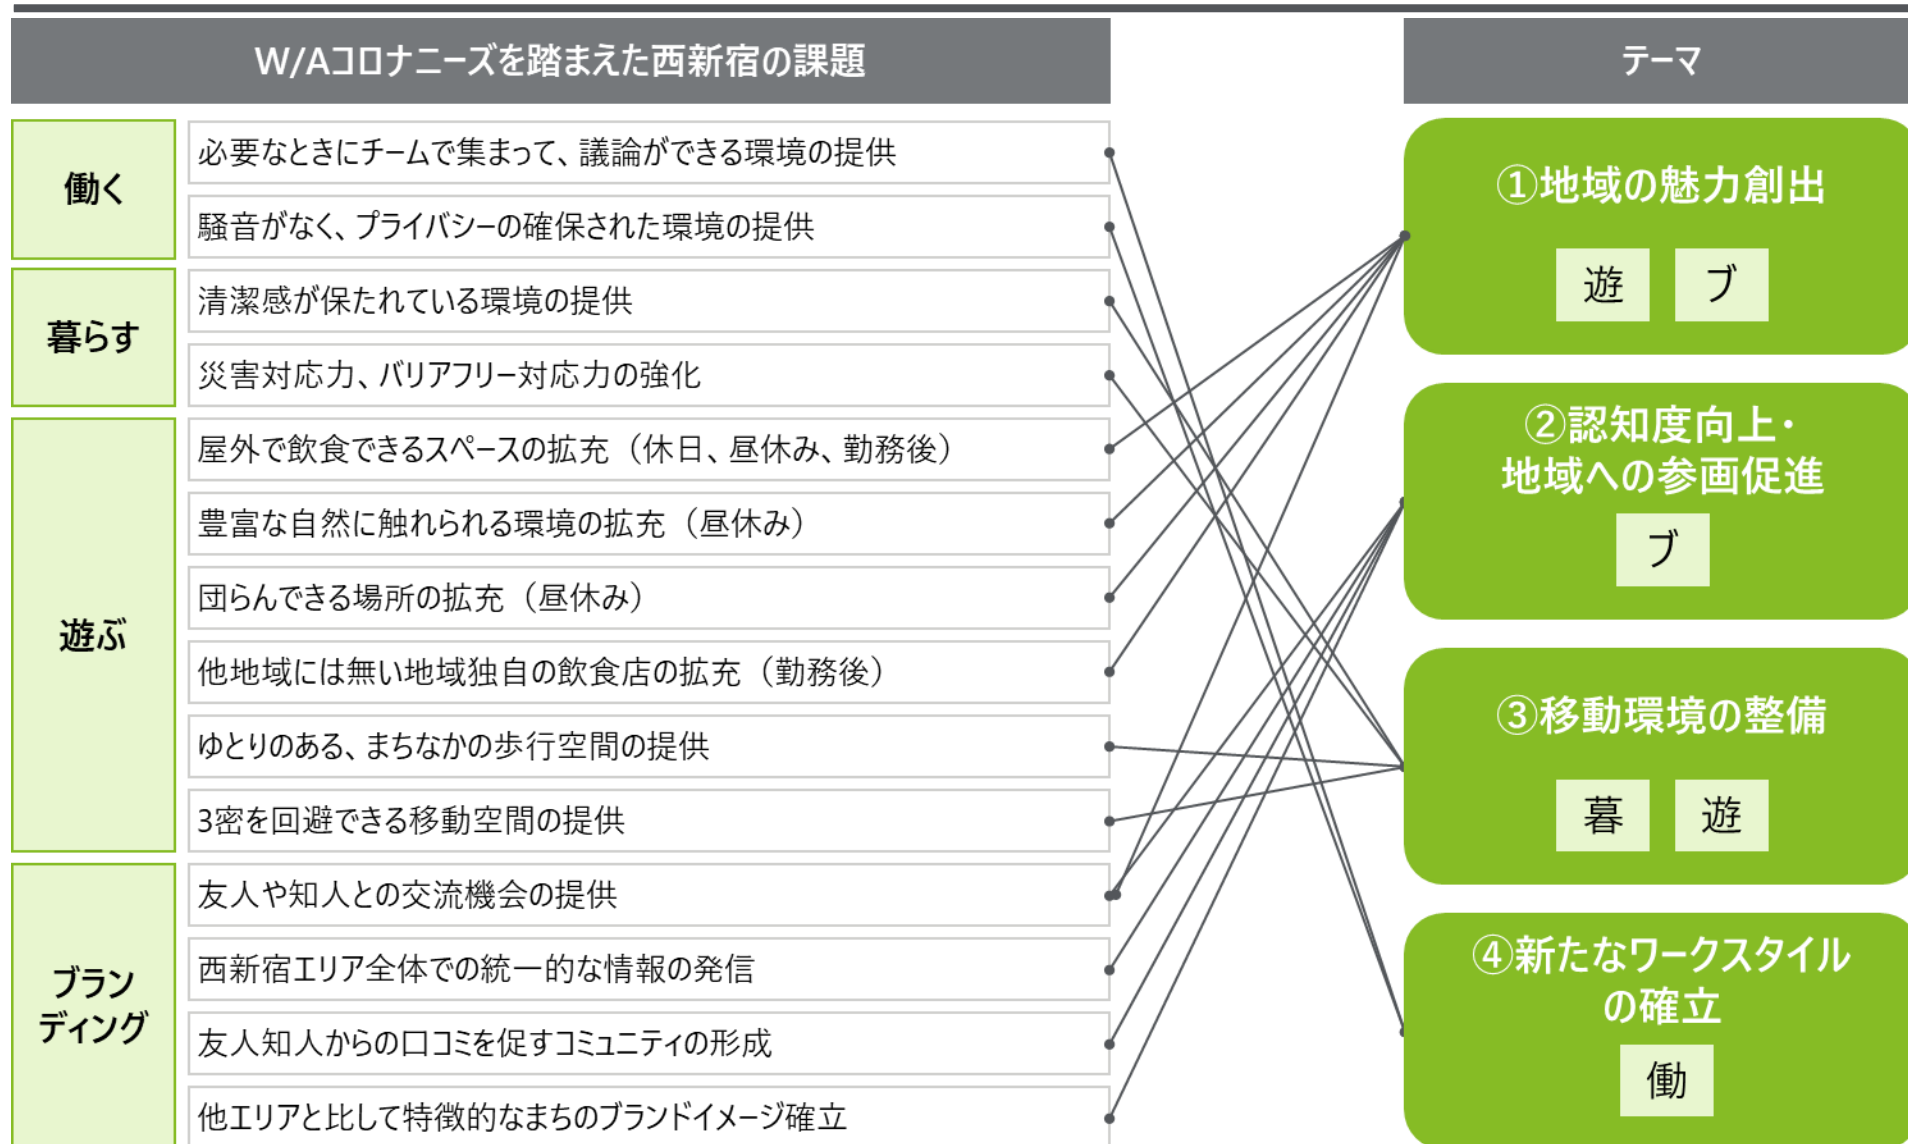 W/Aコロナニーズを踏まえた西新宿の課題
テーマ
働く
必要なときにチームで集まって、議論ができる環境の提供
騒音がなく、プライバシーの確保された環境の提供
暮らす
清潔感が保たれている環境の提供
災害対応力、バリアフリー対応力の強化
遊ぶ
屋外で飲食できるスペースの拡充（休日、昼休み、勤務後）
豊富な自然に触れられる環境の拡充（昼休み）
団らんできる場所の拡充（昼休み）
他地域には無い地域独自の飲食店の拡充（勤務後）
ゆとりのある、まちなかの歩行空間の提供
3密を回避できる移動空間の提供
ブラン
ディング
友人や知人との交流機会の提供
西新宿エリア全体での統一的な情報の発信
友人知人からの口コミを促すコミュニティの形成
他エリアと比して特徴的なまちのブランドイメージ確立
①地域の魅力創出
遊 ブ
②認知度向上・
地域への参画促進
ブ
③移動環境の整備
暮 遊
④新たなワークスタイル
の確立
働